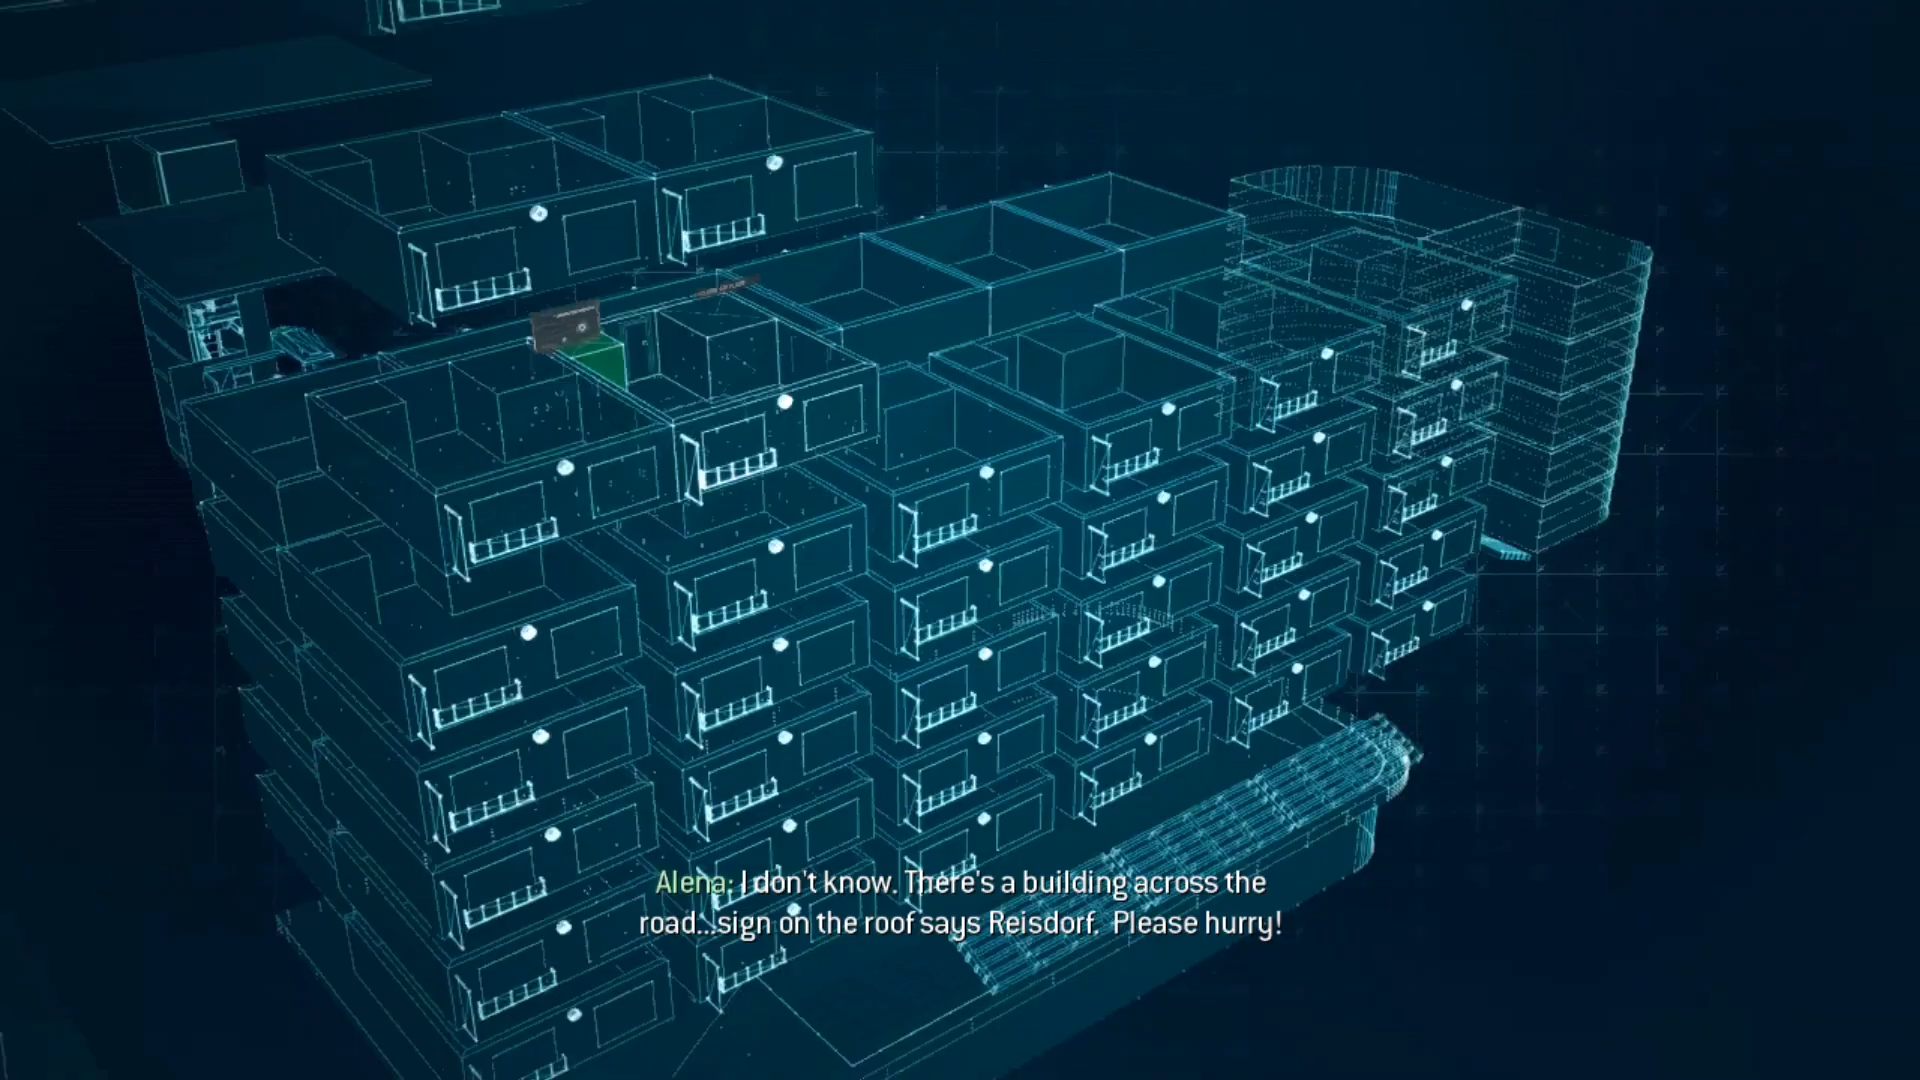 Alena: I don't know. There's a building across the
road...sign on the roof says Reisdorf. Please hurry!